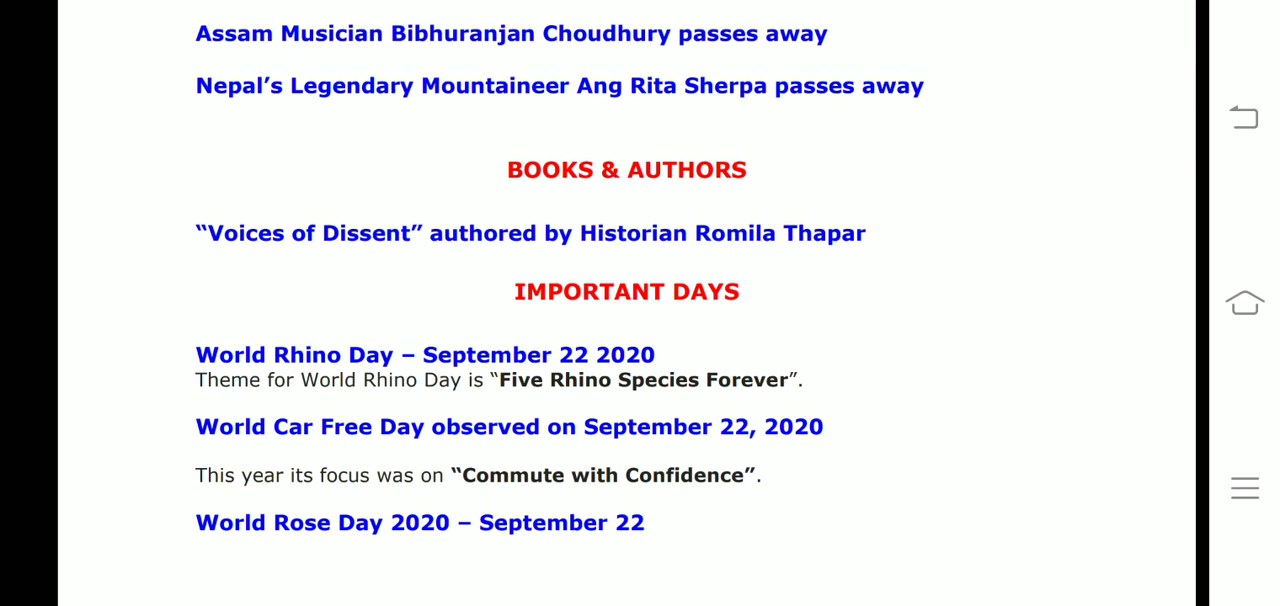 Assam Musician Bibhuranjan Choudhury passes away
Nepal’s Legendary Mountaineer Ang Rita Sherpa passes away
BOOKS & AUTHORS
“Voices of Dissent” authored by Historian Romila Thapar
IMPORTANT DAYS
World Rhino Day – September 22 2020
Theme for World Rhino Day is “Five Rhino Species Forever”.
World Car Free Day observed on September 22, 2020
This year its focus was on “Commute with Confidence”.
World Rose Day 2020 – September 22